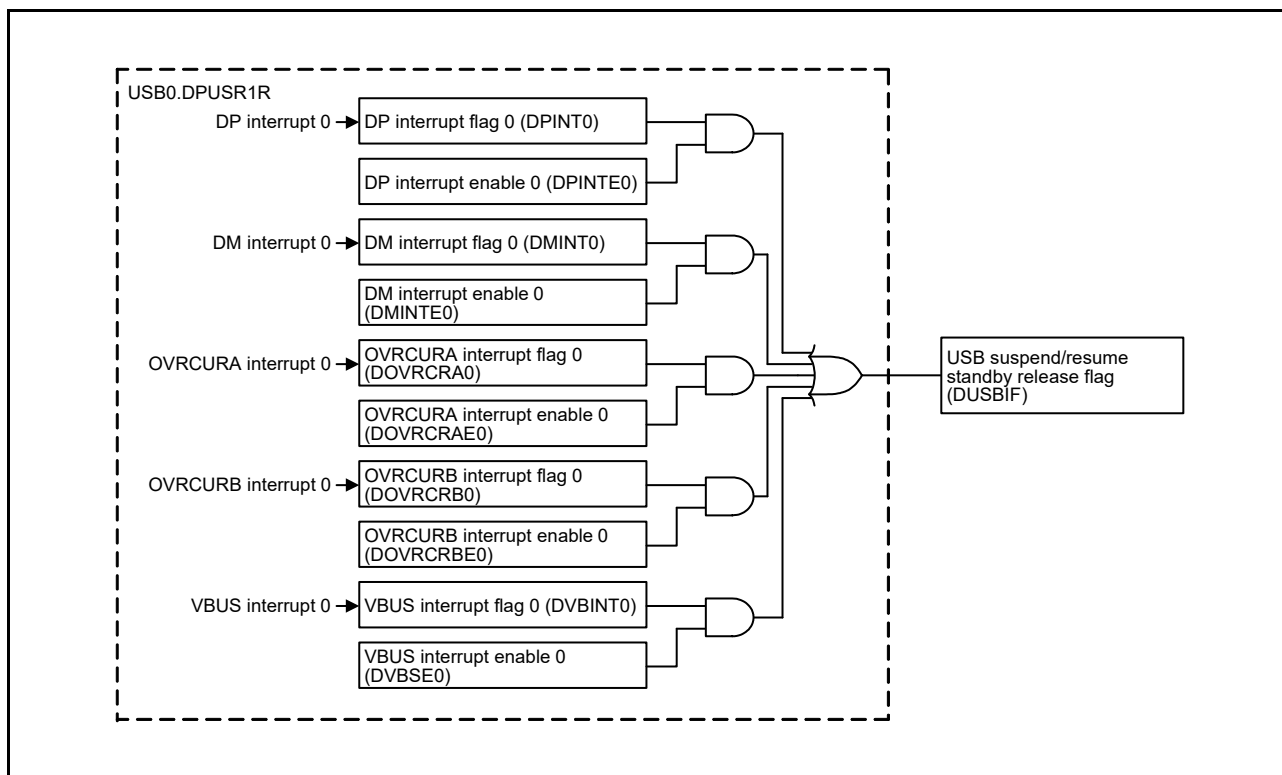 USB0.DPUSR1R
DP interrupt 0
DP interrupt flag 0 (DPINT0)
DP interrupt enable 0 (DPINTE0)
DM interrupt 0
DM interrupt flag 0 (DMINT0)
DM interrupt enable 0
(DMINTE0)
OVRCURA interrupt 0
OVRCURA interrupt flag 0
(DOVRCRA0)
OVRCURA interrupt enable 0
(DOVRCRAE0)
OVRCURB interrupt 0
OVRCURB interrupt flag 0
(DOVRCRB0)
OVRCURB interrupt enable 0
(DOVRCRBE0)
VBUS interrupt 0
VBUS interrupt flag 0 (DVBINT0)
VBUS interrupt enable 0
(DVBSE0)
USB suspend/resume
standby release flag
(DUSBIF)